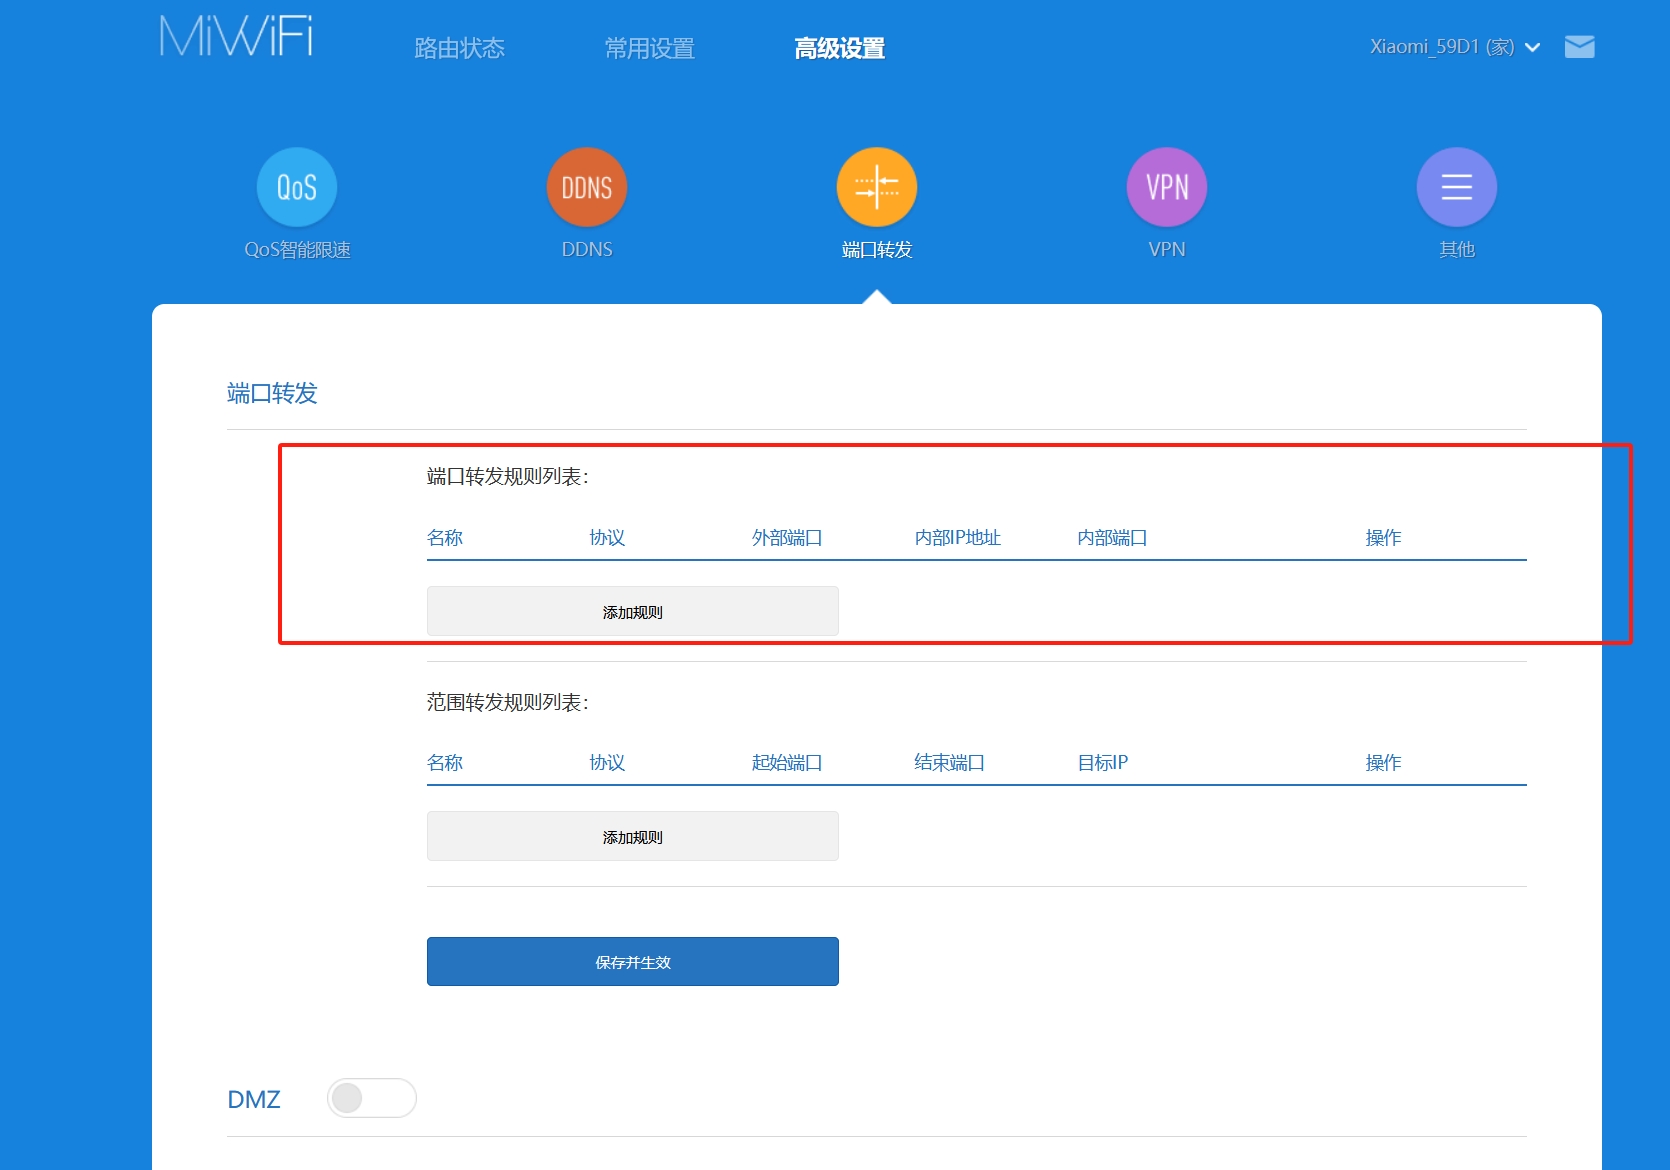 MiWiFi 路由状态 常用设置 高级设置 Xiaomi_59D1 (家)
QoS DDNS VPN
QoS智能限速 DDNS 端口转发 VPN 其他
端口转发
端口转发规则列表:
名称 协议 外部端口 内部IP地址 内部端口 操作
添加规则
范围转发规则列表:
名称 协议 起始端口 结束端口 目标IP 操作
添加规则
保存并生效
DMZ